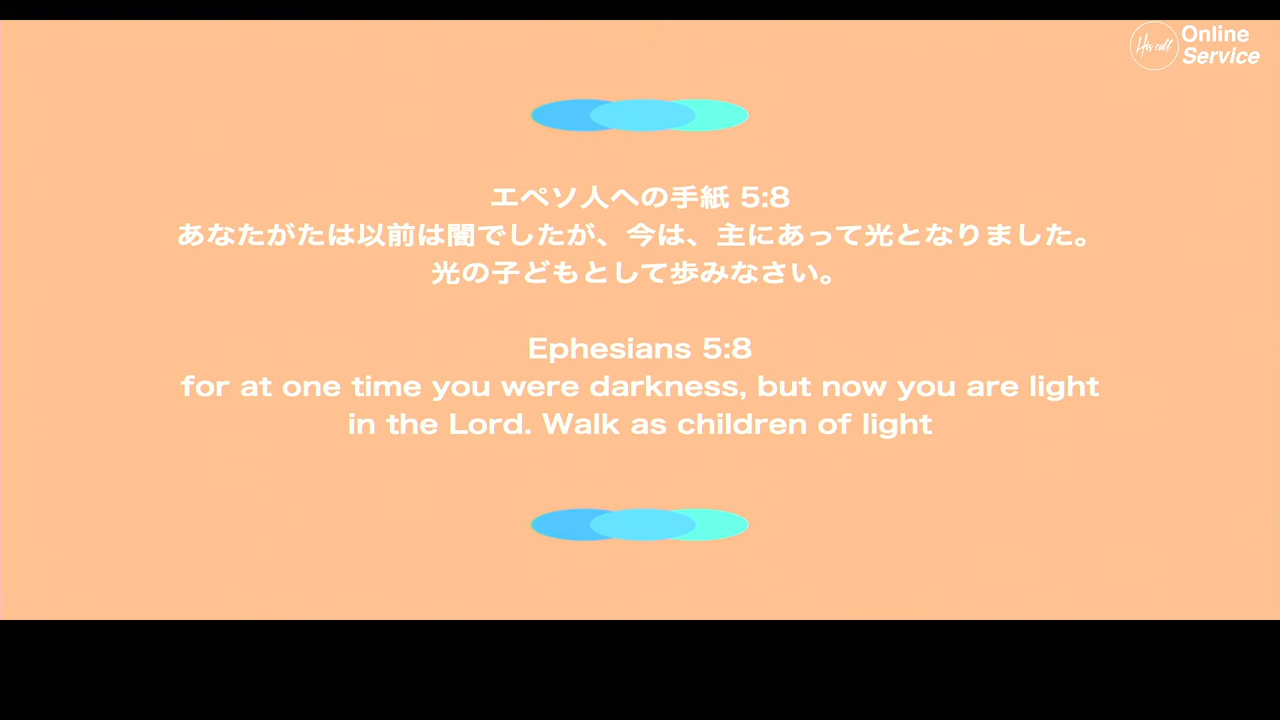 His call
Online
Service
エペソ人への手紙 5:8
あなたがたは以前は闇でしたが、今は、主にあって光となりました。
光の子どもとして歩みなさい。
Ephesians 5:8
for at one time you were darkness, but now you are light
in the Lord. Walk as children of light